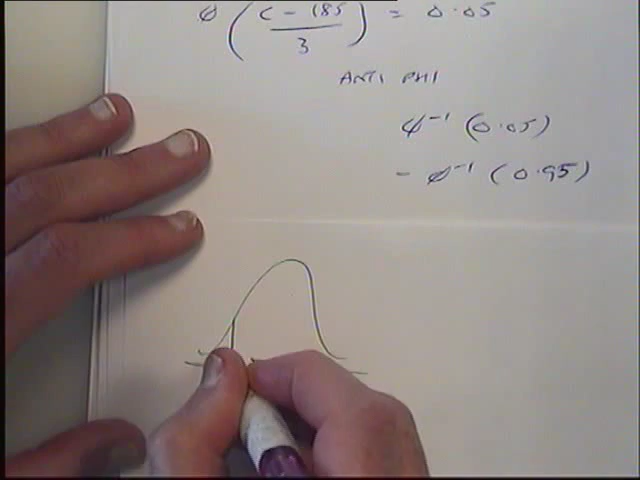 φ ( (c - 185) / 3 ) = 0.05
ANTI PHI
φ⁻¹ (0.05)
- φ⁻¹ (0.95)